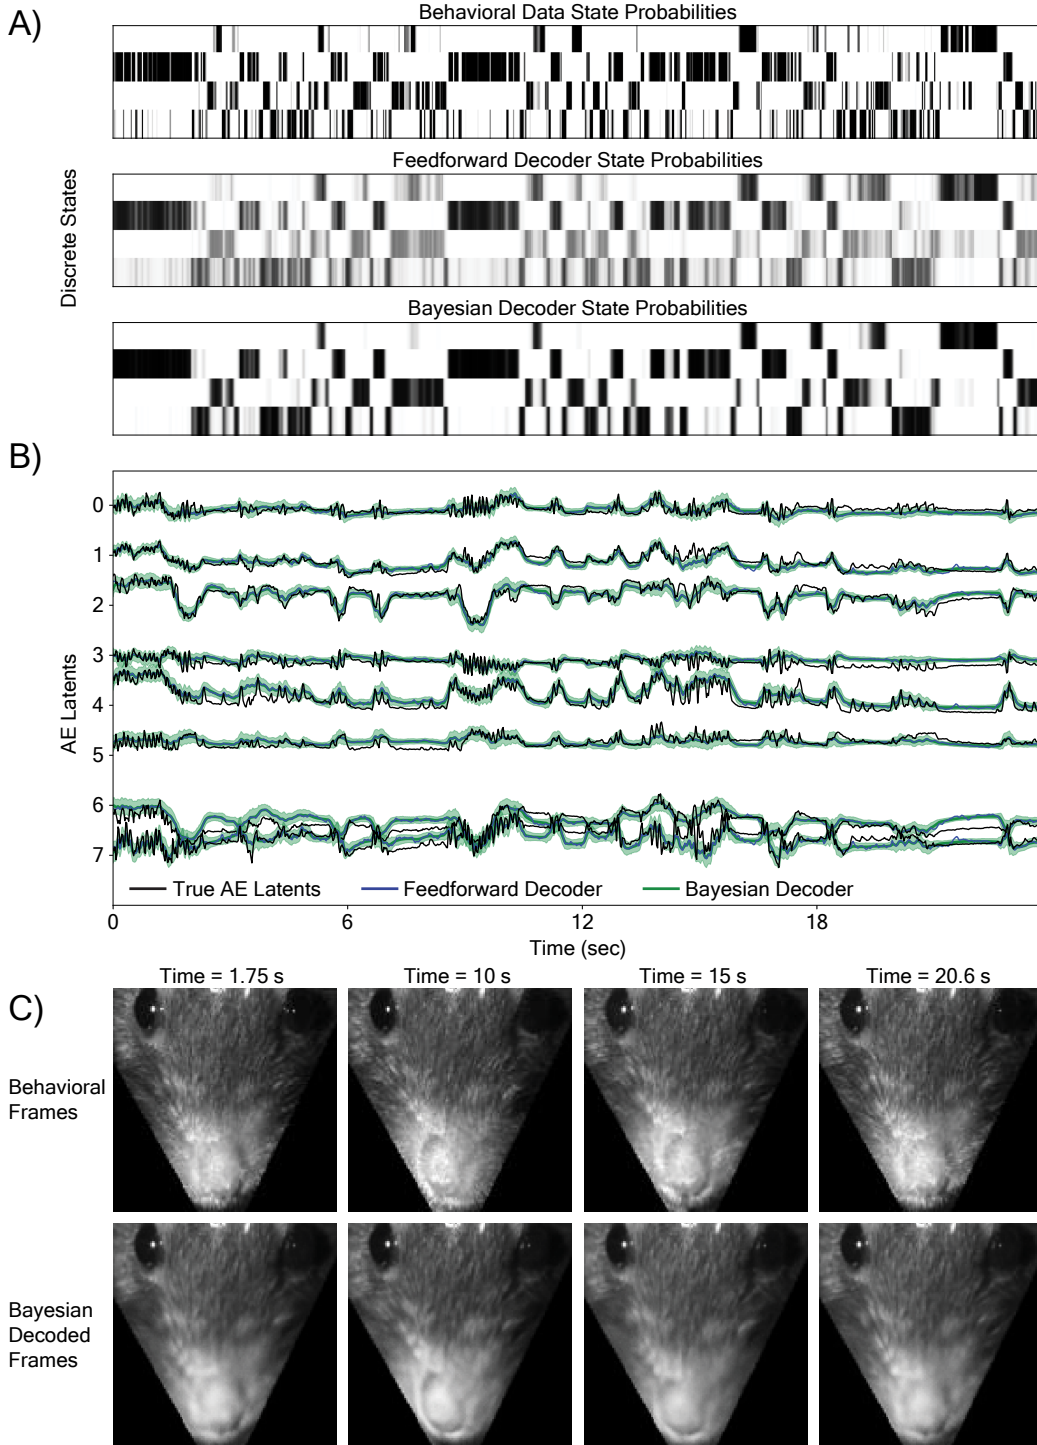 A)
Behavioral Data State Probabilities
Feedforward Decoder State Probabilities
Discrete States
Bayesian Decoder State Probabilities
B)
0
1
2
3
4
5
6
7
AE Latents
True AE Latents
Feedforward Decoder
Bayesian Decoder
0
6
12
18
Time (sec)
C)
Time = 1.75 s
Time = 10 s
Time = 15 s
Time = 20.6 s
Behavioral
Frames
Bayesian
Decoded
Frames